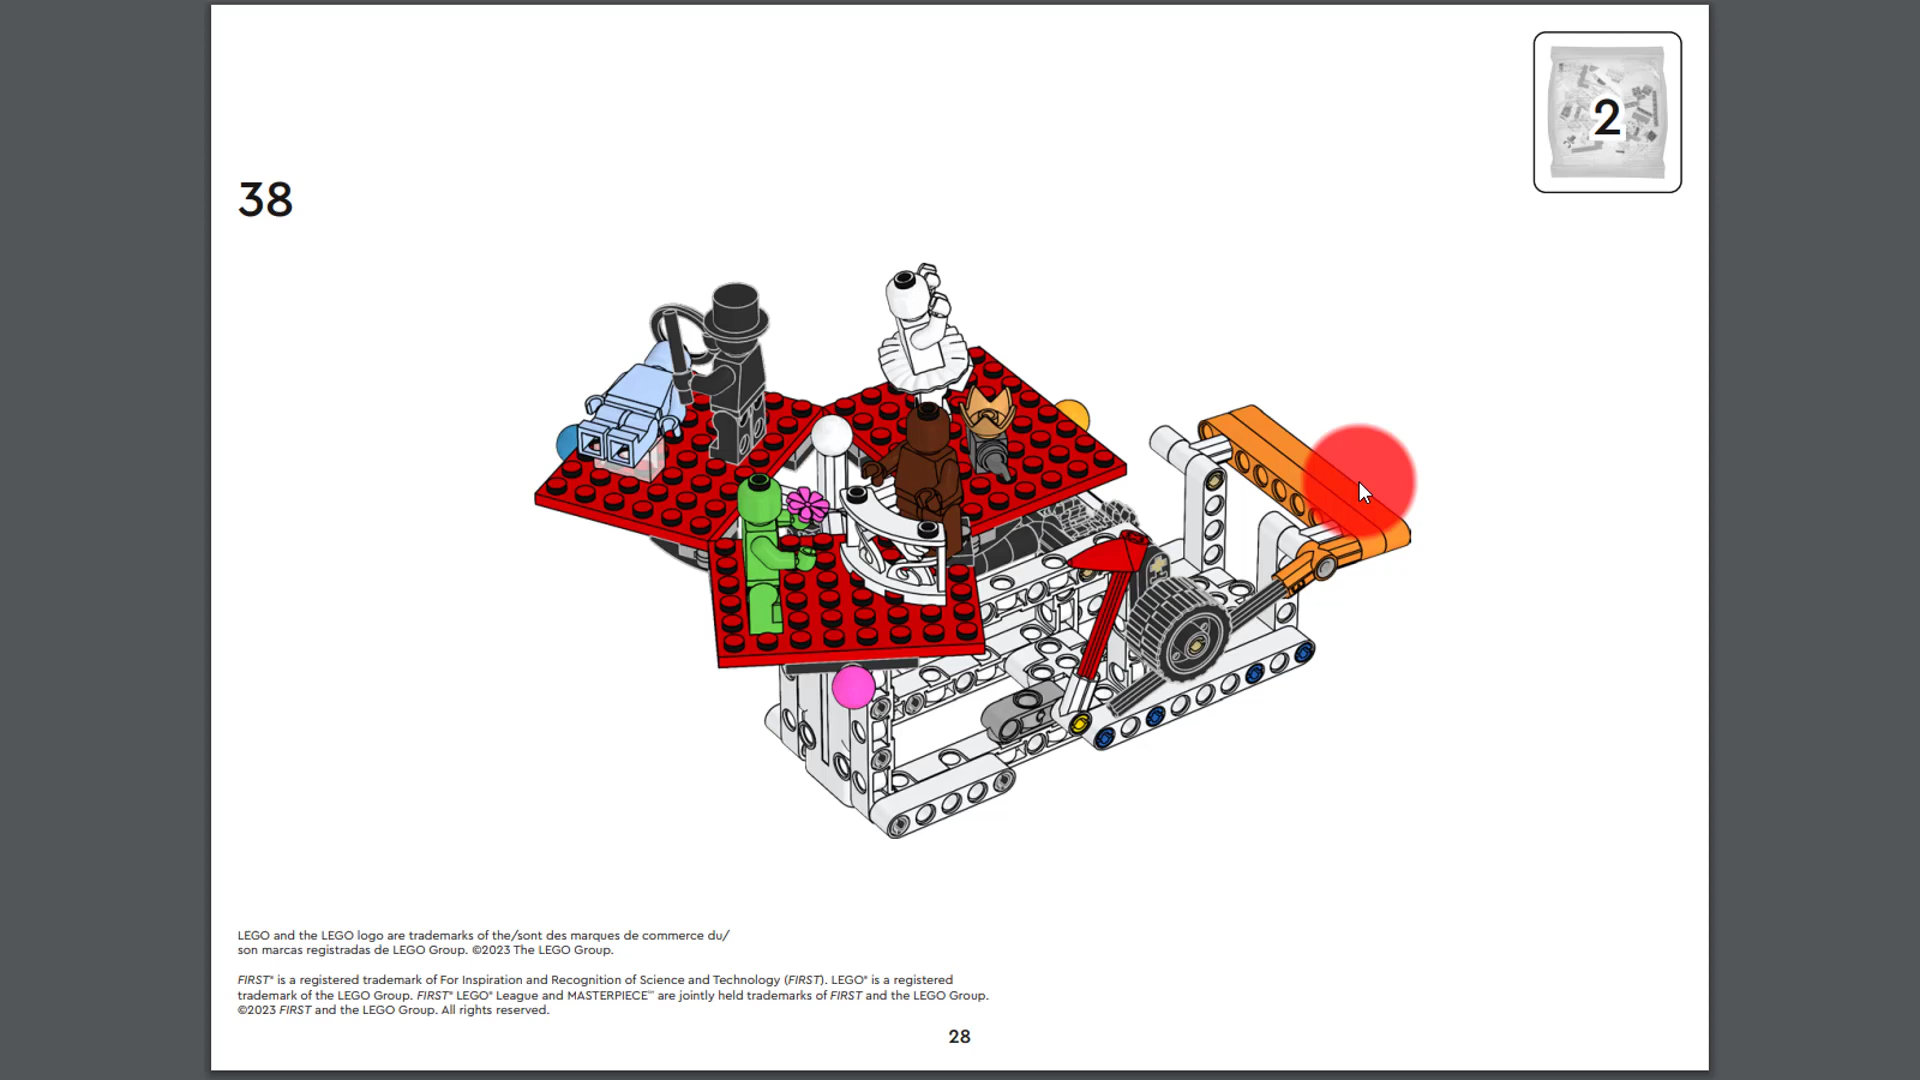 2
38
LEGO and the LEGO logo are trademarks of the/sont des marques de commerce du/
son marcas registradas de LEGO Group. ©2023 The LEGO Group.
FIRST® is a registered trademark of For Inspiration and Recognition of Science and Technology (FIRST). LEGO® is a registered
trademark of the LEGO Group. FIRST® LEGO® League and MASTERPIECE℠ are jointly held trademarks of FIRST and the LEGO Group.
©2023 FIRST and the LEGO Group. All rights reserved.
28